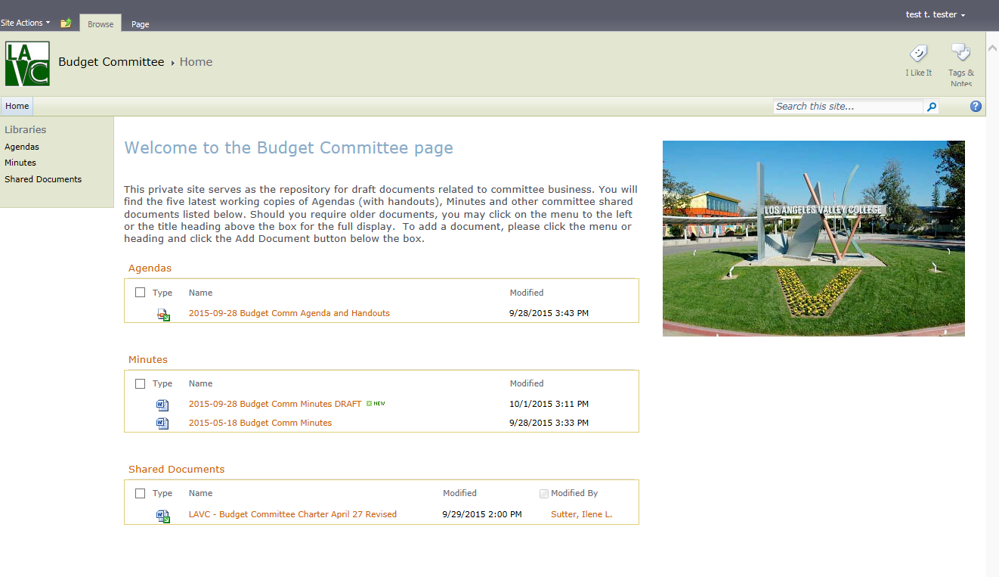 Site Actions
Browse
Page
test t. tester
LA
VC
Budget Committee Home
I Like It
Tags &
Notes
Home
Search this site...
?
Libraries
Agendas
Minutes
Shared Documents
Welcome to the Budget Committee page
This private site serves as the repository for draft documents related to committee business. You will
find the five latest working copies of Agendas (with handouts), Minutes and other committee shared
documents listed below. Should you require older documents, you may click on the menu to the left
or the title heading above the box for the full display.  To add a document, please click the menu or
heading and click the Add Document button below the box.
LOS ANGELES VALLEY COLLEGE
Agendas
Type Name Modified
2015-09-28 Budget Comm Agenda and Handouts 9/28/2015 3:43 PM
Minutes
Type Name Modified
2015-09-28 Budget Comm Minutes DRAFT NEW 10/1/2015 3:11 PM
2015-05-18 Budget Comm Minutes 9/28/2015 3:33 PM
Shared Documents
Type Name Modified Modified By
LAVC - Budget Committee Charter April 27 Revised 9/29/2015 2:00 PM Sutter, Ilene L.